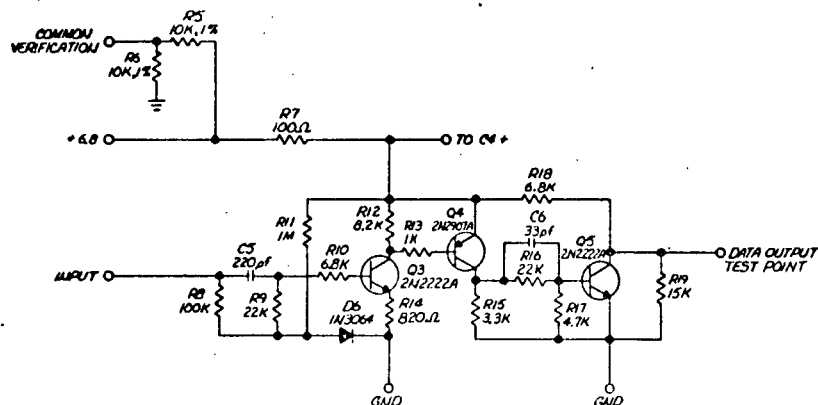 COMMON
VERIFICATION
R5
10K, 1%
R6
10K, 1%
+6.8
R7
100Ω
TO C4+
R18
6.8K
R11
1M
R12
8.2K
R13
1K
Q4
2N2907A
C6
33pf
R16
22K
Q5
2N2222A
C5
220pf
R10
6.8K
Q3
2N2222A
INPUT
DATA OUTPUT
TEST POINT
R8
100K
R9
22K
D6
1N3064
R14
820Ω
R15
3.3K
R17
4.7K
R19
15K
GND
GND